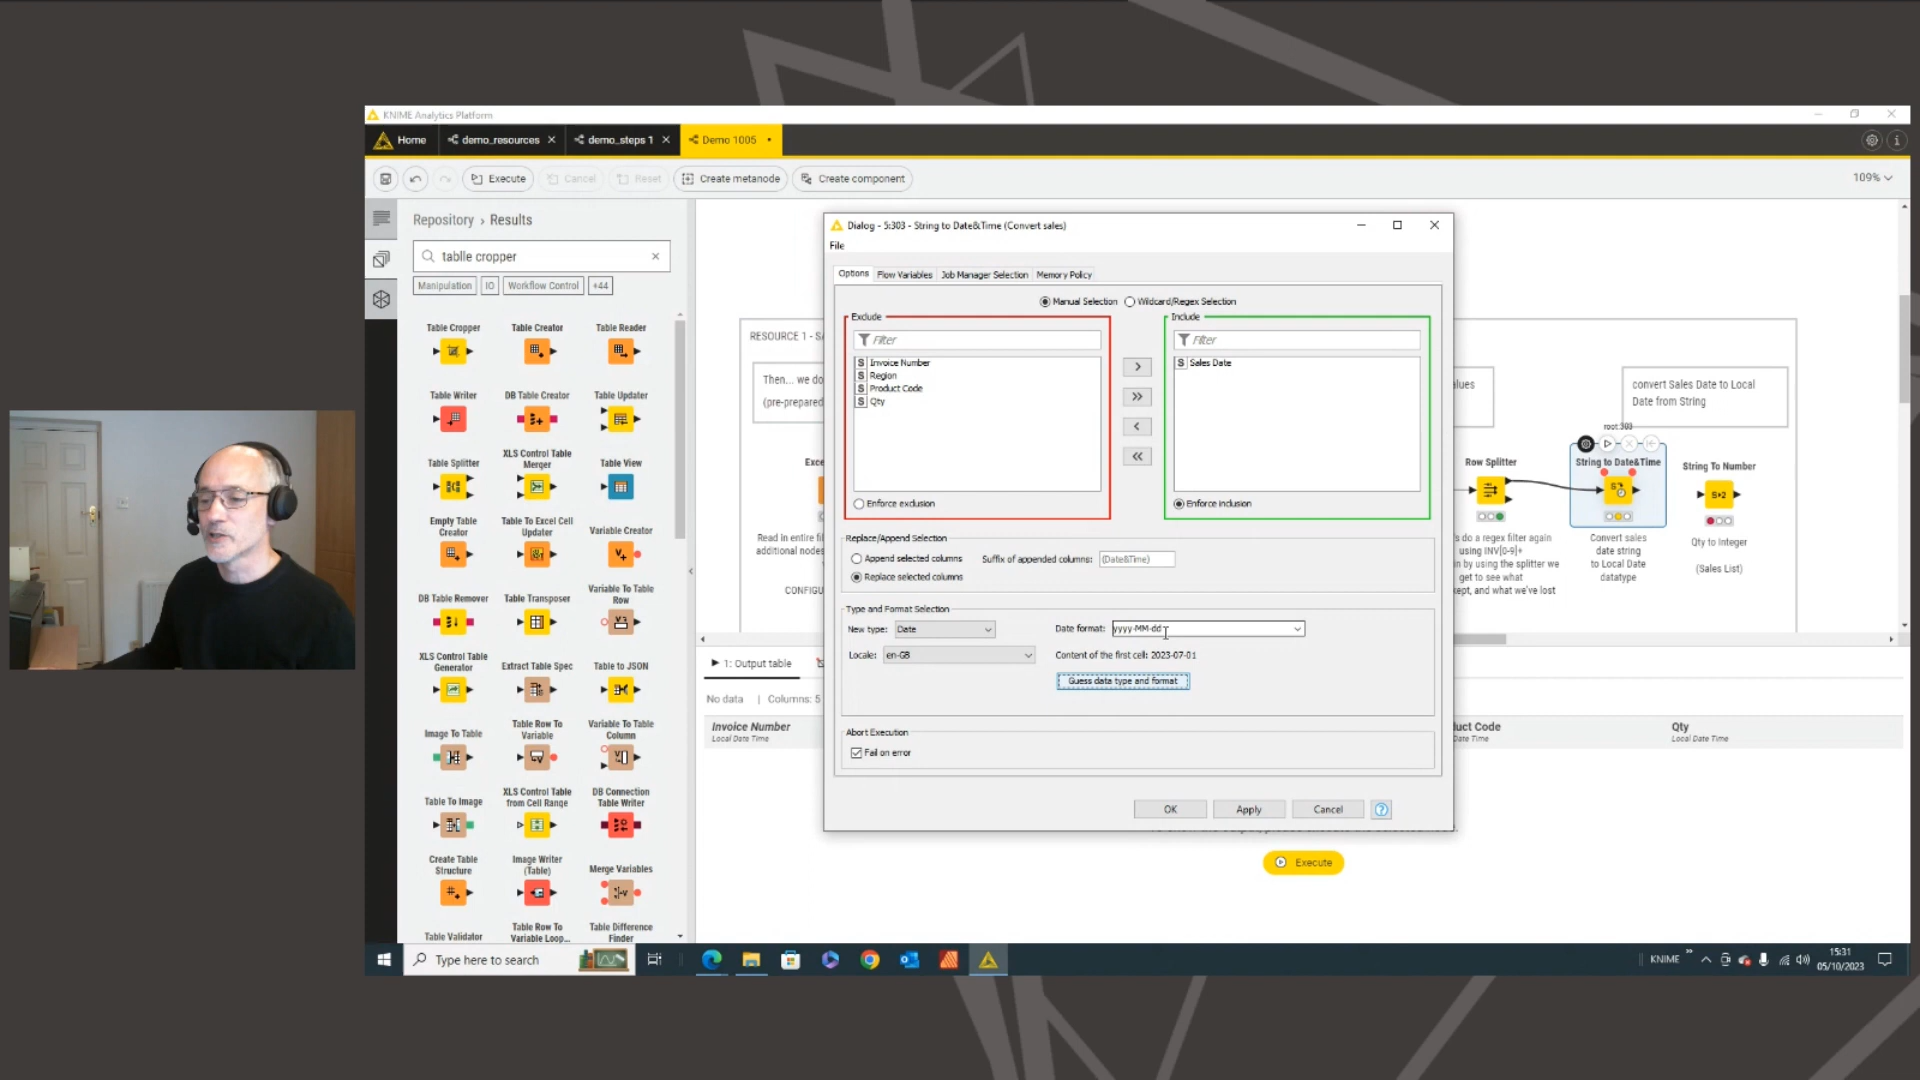 KNIME Analytics Platform
Home
demo_resources
demo_steps 1
Demo 1005
Execute
Cancel
Reset
Create metanode
Create component
109%
Repository › Results
tablle cropper
Manipulation
IO
Workflow Control
+44
Table Cropper
Table Creator
Table Reader
Table Writer
DB Table Creator
Table Updater
Table Splitter
XLS Control Table
Merger
Table View
Empty Table
Creator
Table To Excel Cell
Updater
Variable Creator
DB Table Remover
Table Transposer
Variable To Table
Row
XLS Control Table
Generator
Extract Table Spec
Table to JSON
Image To Table
Table Row To
Variable
Variable To Table
Column
Table To Image
XLS Control Table
from Cell Range
DB Connection
Table Writer
Create Table
Structure
Image Writer
(Table)
Merge Variables
Table Validator
Table Row To
Variable Loop...
Table Difference
Finder
RESOURCE 1 - SA
Then... we do
(pre-prepared
Exce
Read in entire fil
additional nodes
CONFIGU
Dialog - 5:303 - String to Date&Time (Convert sales)
File
Options
Flow Variables
Job Manager Selection
Memory Policy
Manual Selection
Wildcard/Regex Selection
Exclude
Filter
S Invoice Number
S Region
S Product Code
S Qty
Enforce exclusion
>
>>
<
<<
Include
Filter
S Sales Date
Enforce inclusion
Replace/Append Selection
Append selected columns
Suffix of appended columns: (Date&Time)
Replace selected columns
Type and Format Selection
New type: Date
Date format: yyyy-MM-dd
Locale: en-GB
Content of the first cell: 2023-07-01
Guess data type and format
Abort Execution
Fail on error
OK
Apply
Cancel
?
alues
convert Sales Date to Local
Date from String
root:303
Row Splitter
String to Date&Time
String To Number
's do a regex filter again
using INV[0-9]+
n by using the splitter we
get to see what
kept, and what we've lost
Convert sales
date string
to Local Date
datatype
Qty to Integer
(Sales List)
1: Output table
No data | Columns: 5
Invoice Number
Local Date Time
uct Code
Date Time
Qty
Local Date Time
Execute
Type here to search
KNIME
15:31
05/10/2023